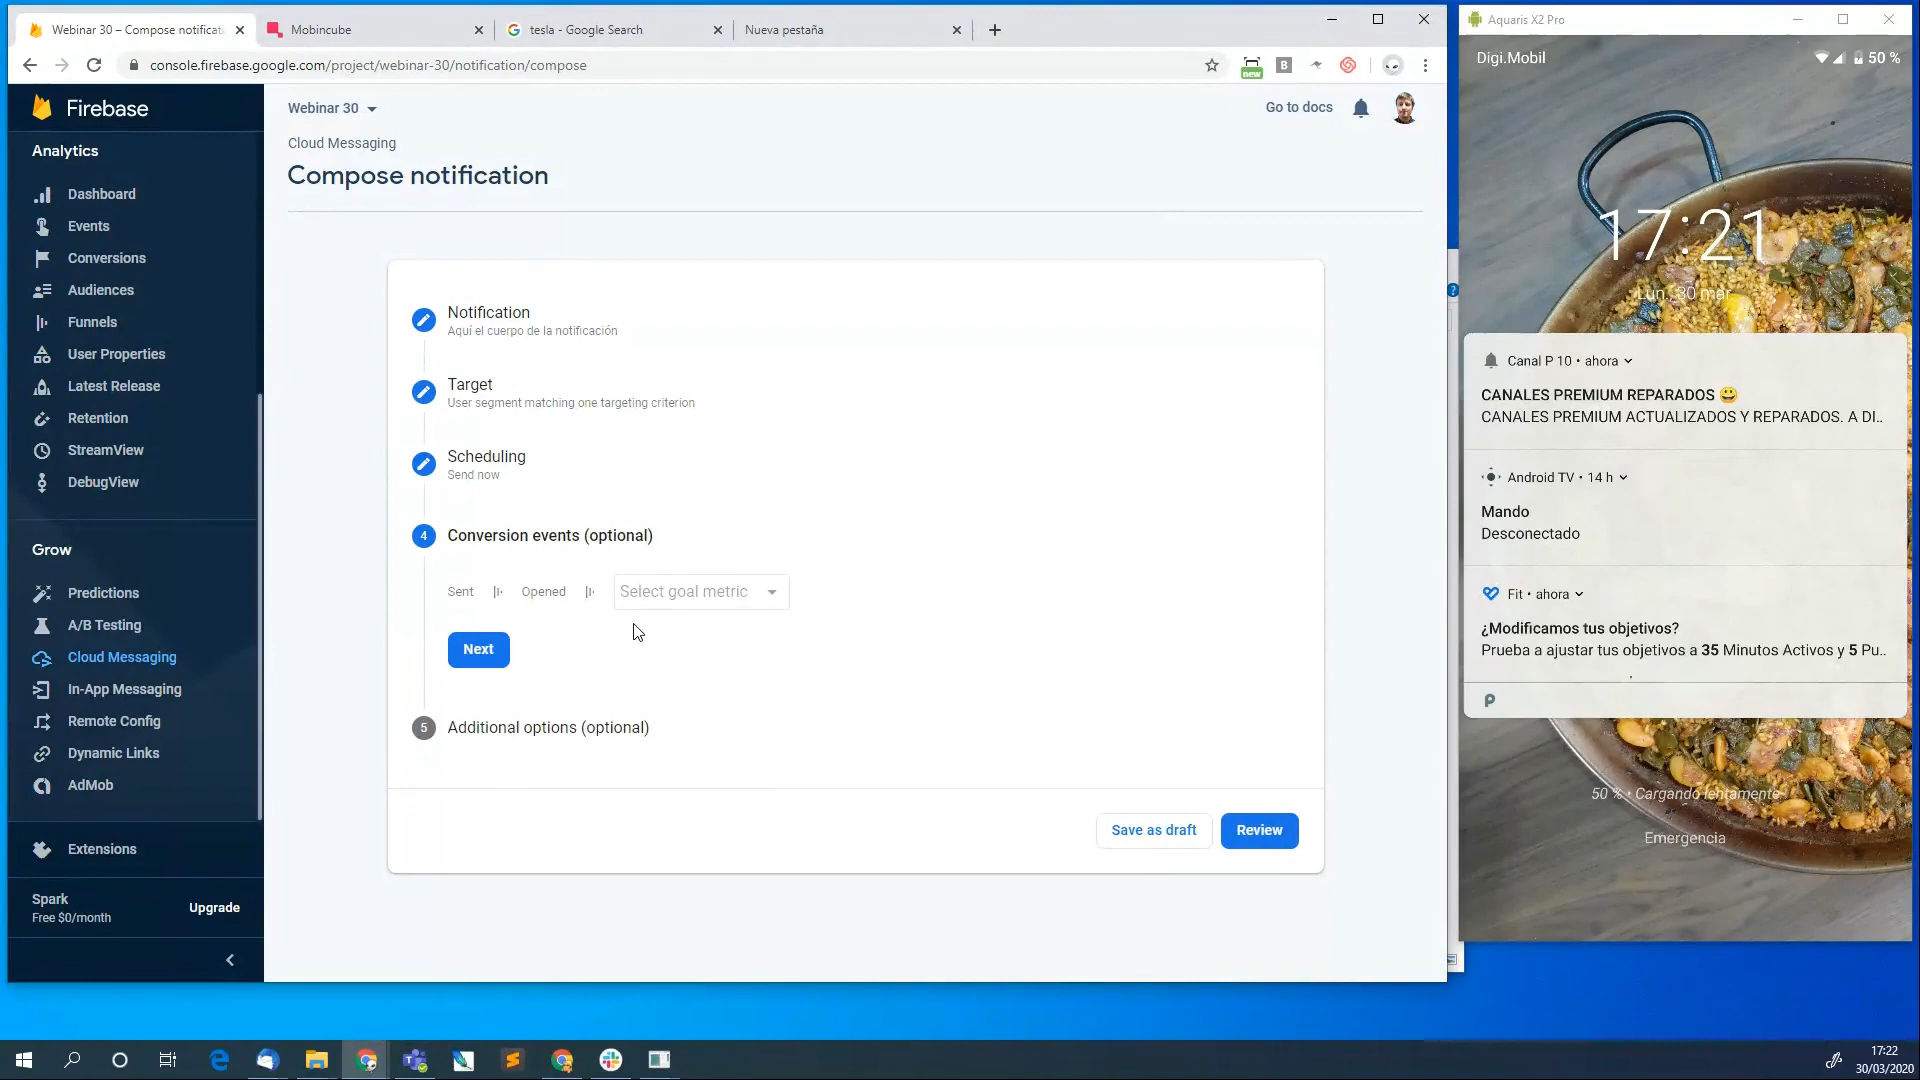 Webinar 30 – Compose notificat
Mobincube
tesla - Google Search
Nueva pestaña
console.firebase.google.com/project/webinar-30/notification/compose
new
B
Firebase
Analytics
Dashboard
Events
Conversions
Audiences
Funnels
User Properties
Latest Release
Retention
StreamView
DebugView
Grow
Predictions
A/B Testing
Cloud Messaging
In-App Messaging
Remote Config
Dynamic Links
AdMob
Extensions
Spark
Free $0/month
Upgrade
Webinar 30
Go to docs
Cloud Messaging
Compose notification
Notification
Aquí el cuerpo de la notificación
Target
User segment matching one targeting criterion
Scheduling
Send now
4 Conversion events (optional)
Sent Opened Select goal metric
Next
5 Additional options (optional)
Save as draft Review
Aquaris X2 Pro
Digi.Mobil
50 %
17:21
Lun., 30 mar.
Canal P 10 • ahora
CANALES PREMIUM REPARADOS 😀
CANALES PREMIUM ACTUALIZADOS Y REPARADOS. A DI..
Android TV • 14 h
Mando
Desconectado
Fit • ahora
¿Modificamos tus objetivos?
Prueba a ajustar tus objetivos a 35 Minutos Activos y 5 Pu..
50 % • Cargando lentamente
Emergencia
17:22
30/03/2020